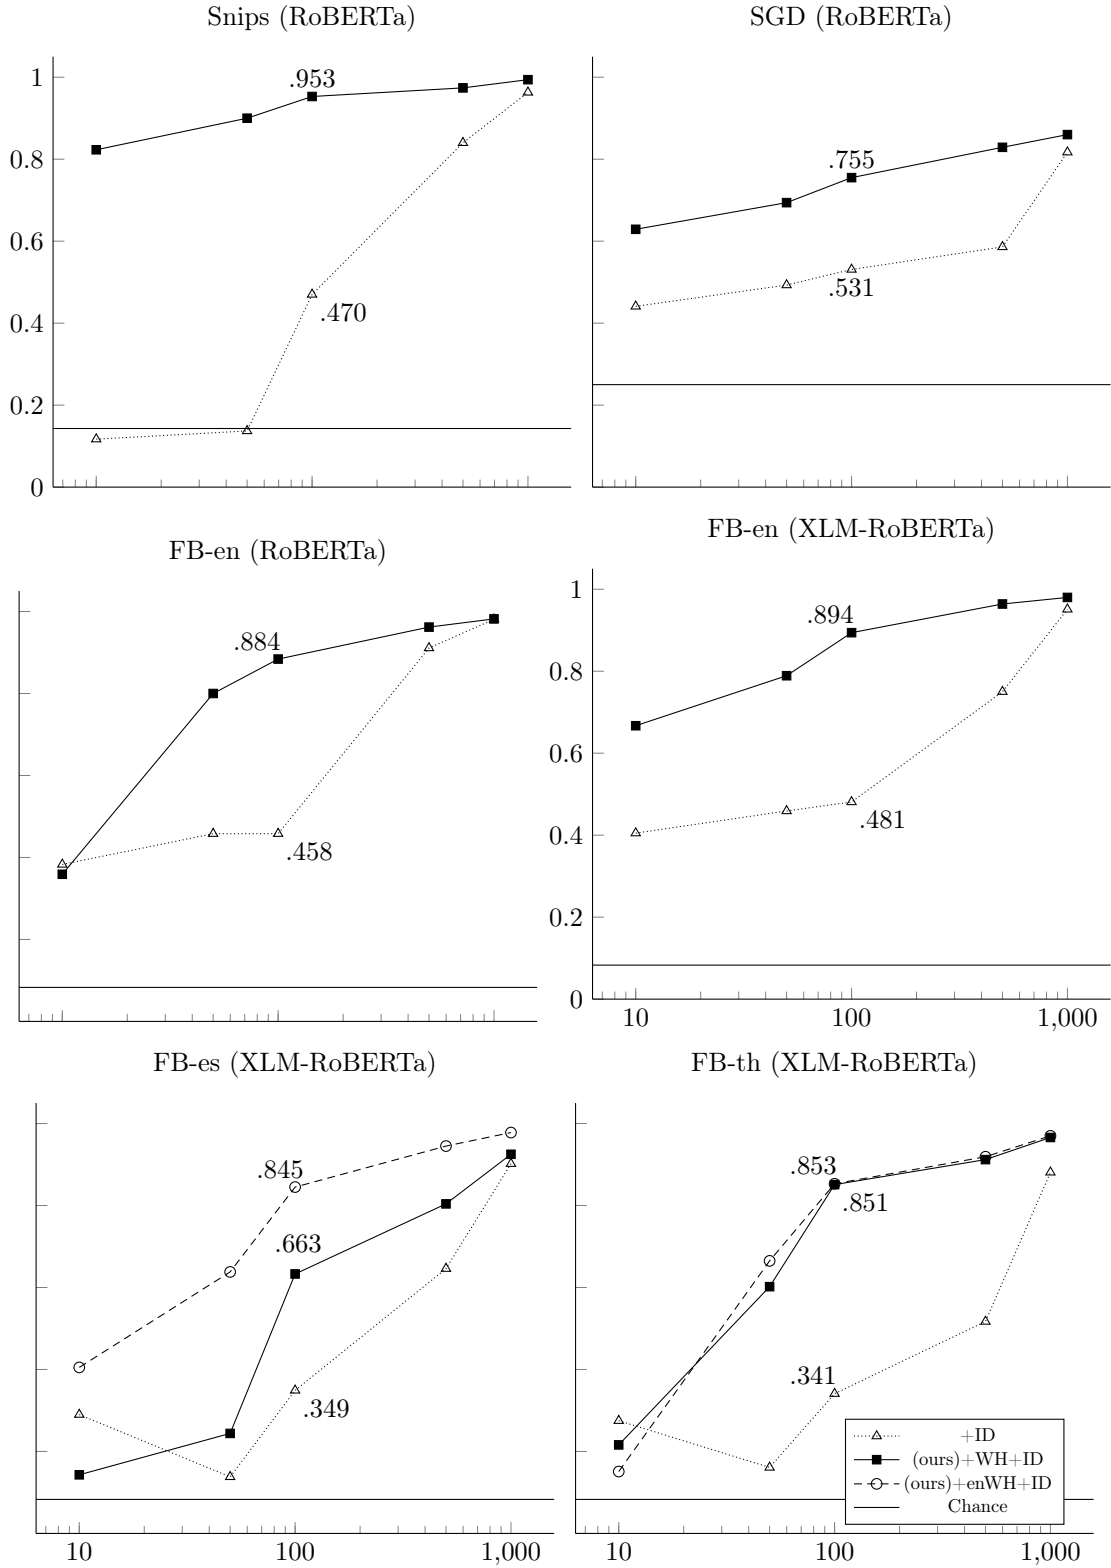 Snips (RoBERTa)
1
0.8
0.6
0.4
0.2
0
.953
.470
SGD (RoBERTa)
.755
.531
FB-en (RoBERTa)
.884
.458
FB-en (XLM-RoBERTa)
1
0.8
0.6
0.4
0.2
0
.894
.481
10 100 1,000
FB-es (XLM-RoBERTa)
.845
.663
.349
10 100 1,000
FB-th (XLM-RoBERTa)
.853
.851
.341
+ID
(ours)+WH+ID
(ours)+enWH+ID
Chance
10 100 1,000